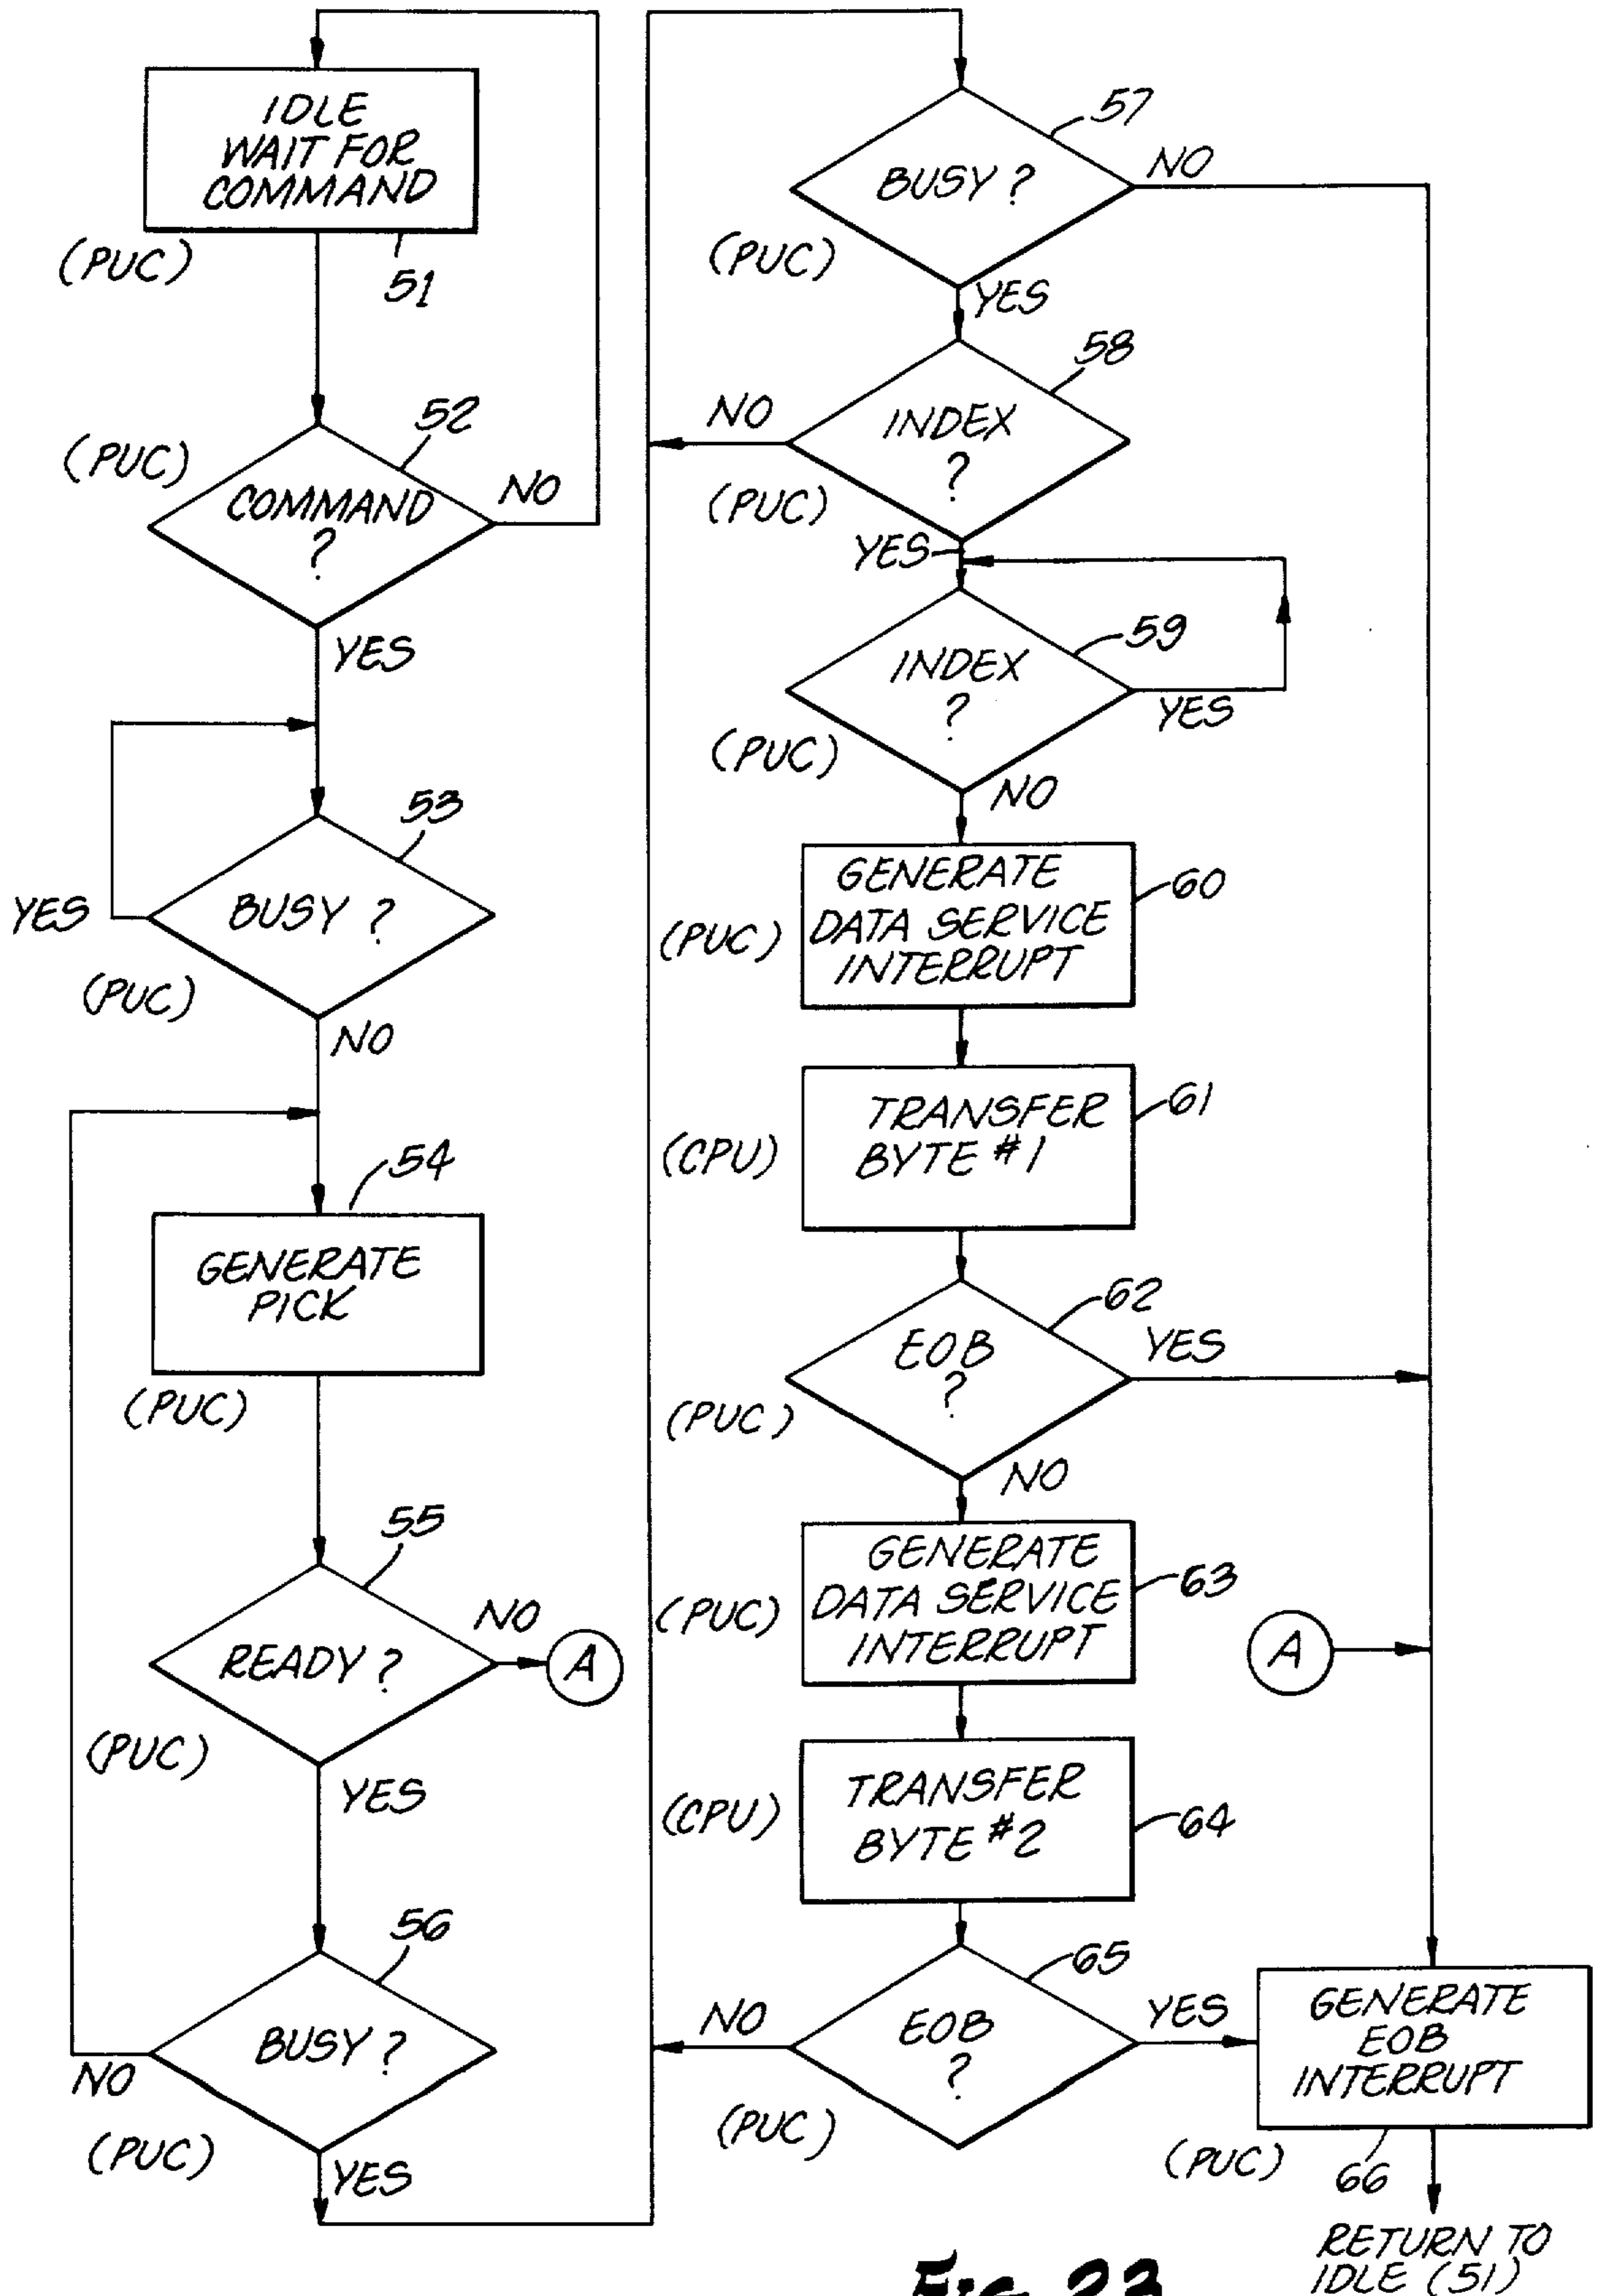 IDLE
WAIT FOR
COMMAND
(PUC)
51
(PUC)
52
COMMAND
?
NO
YES
53
YES
BUSY ?
(PUC)
NO
54
GENERATE
PICK
(PUC)
55
NO
READY ?
A
(PUC)
YES
56
BUSY ?
NO
(PUC)
YES
57
BUSY ?
NO
(PUC)
YES
58
NO
INDEX
?
(PUC)
YES
59
INDEX
?
YES
(PUC)
NO
GENERATE
DATA SERVICE
INTERRUPT
60
(PUC)
TRANSFER
BYTE #1
61
(CPU)
62
EOB
?
YES
(PUC)
NO
GENERATE
DATA SERVICE
INTERRUPT
63
(PUC)
A
TRANSFER
BYTE #2
64
(CPU)
65
NO
EOB
?
YES
(PUC)
GENERATE
EOB
INTERRUPT
(PUC)
66
RETURN TO
IDLE (51)
FIG. 23